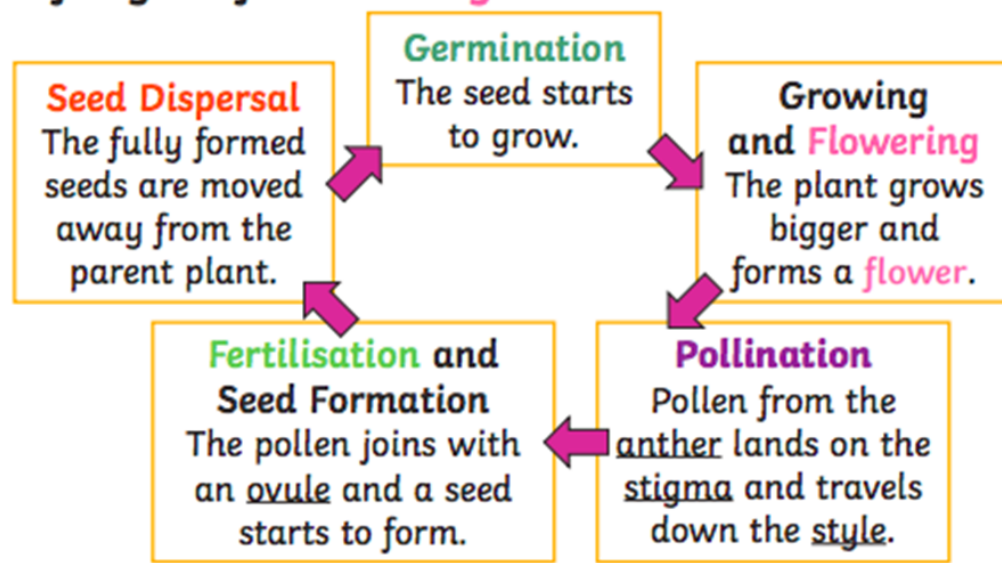 Germination
The seed starts
to grow.
Growing
and Flowering
The plant grows
bigger and
forms a flower.
Pollination
Pollen from the
anther lands on the
stigma and travels
down the style.
Fertilisation and
Seed Formation
The pollen joins with
an ovule and a seed
starts to form.
Seed Dispersal
The fully formed
seeds are moved
away from the
parent plant.